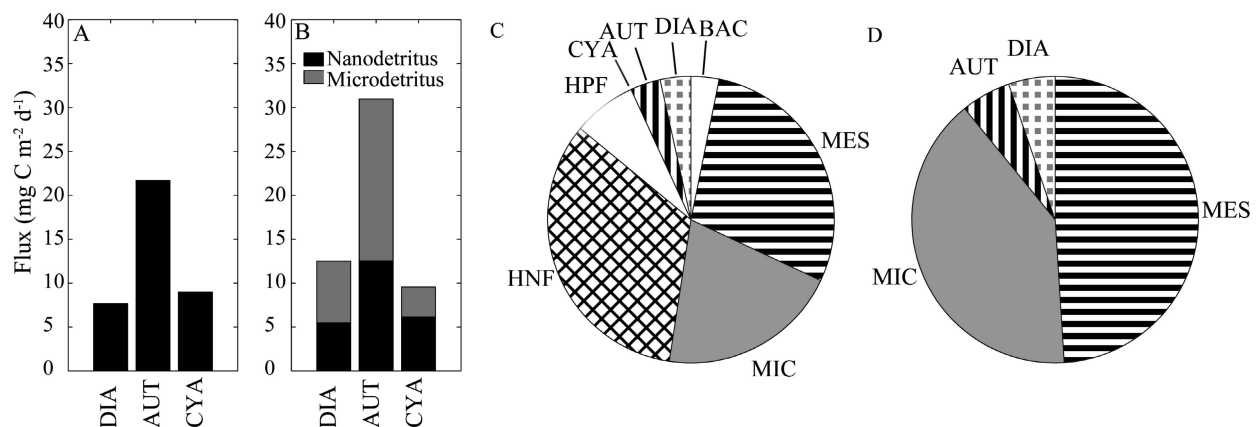 A
B
C
D
Flux (mg C m-2 d-1)
40
35
30
25
20
15
10
5
0
DIA
AUT
CYA
40
35
30
25
20
15
10
5
0
Nanodetritus
Microdetritus
DIA
AUT
CYA
HPF
CYA
AUT
DIA
BAC
MES
MIC
HNF
AUT
DIA
MES
MIC